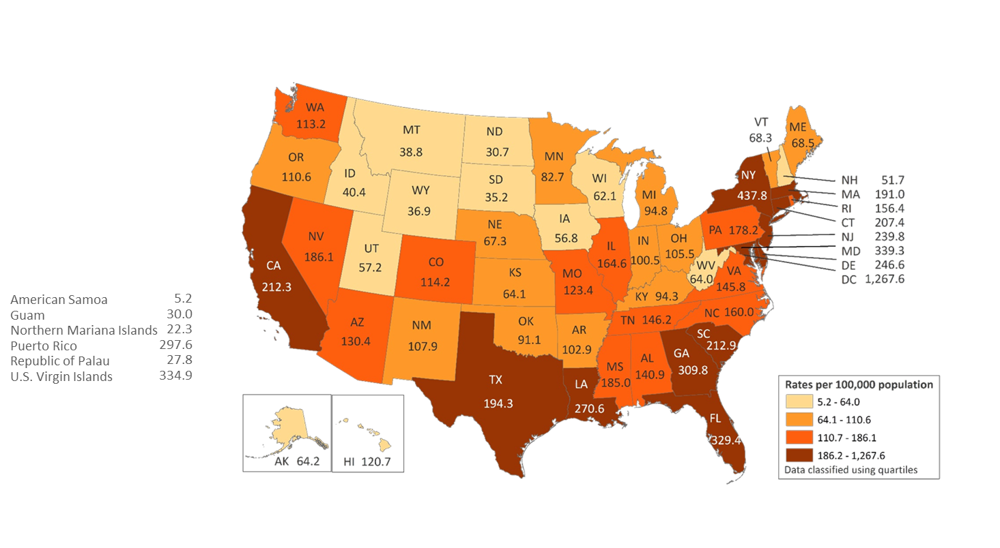 WA
113.2
OR
110.6
CA
212.3
NV
186.1
ID
40.4
MT
38.8
WY
36.9
UT
57.2
CO
114.2
AZ
130.4
NM
107.9
ND
30.7
SD
35.2
NE
67.3
KS
64.1
OK
91.1
TX
194.3
MN
82.7
IA
56.8
MO
123.4
AR
102.9
LA
270.6
WI
62.1
IL
164.6
MI
94.8
IN
100.5
OH
105.5
KY 94.3
TN 146.2
MS
185.0
AL
140.9
GA
309.8
FL
329.4
SC
212.9
NC 160.0
VA
145.8
WV
64.0
PA 178.2
NY
437.8
VT
68.3
ME
68.5
NH 51.7
MA 191.0
RI 156.4
CT 207.4
NJ 239.8
MD 339.3
DE 246.6
DC 1,267.6
American Samoa 5.2
Guam 30.0
Northern Mariana Islands 22.3
Puerto Rico 297.6
Republic of Palau 27.8
U.S. Virgin Islands 334.9
AK 64.2
HI 120.7
Rates per 100,000 population
5.2 - 64.0
64.1 - 110.6
110.7 - 186.1
186.2 - 1,267.6
Data classified using quartiles